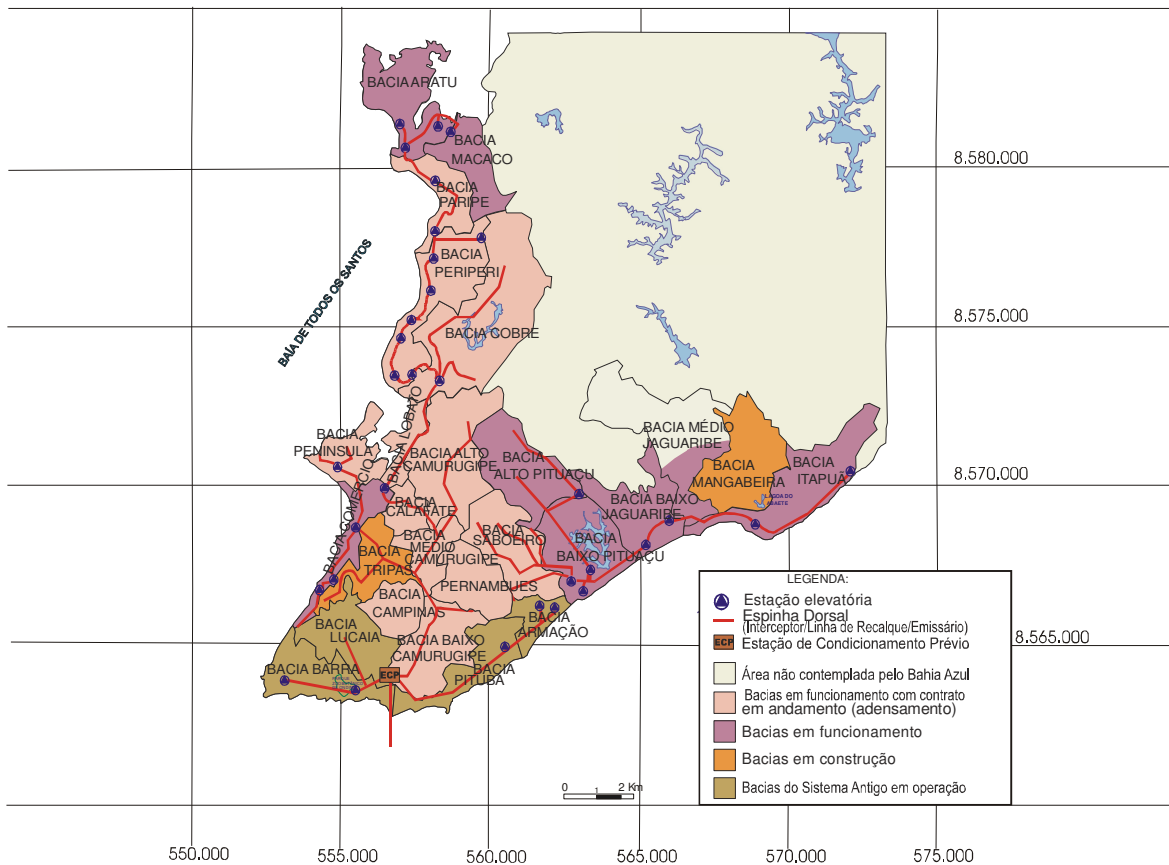 BACIA ARATU
BACIA
MACACO
8.580.000
BACIA
PARIPE
BAÍA DE TODOS OS SANTOS
BACIA
PERIPERI
8.575.000
BACIA COBRE
BACIA LOBATO
BACIA
PENINSULA
BACIA ALTO
CAMURUGIPE
BACIA
ALTO PITUAÇU
BACIA MÉDIO
JAGUARIBE
BACIA
MANGABEIRA
BACIA
ITAPUÃ
8.570.000
LAGOA DO
ABAETE
BACIA COMERCIO
BACIA
CALAFATE
BACIA BAIXO
JAGUARIBE
BACIA
MEDIO
CAMURUGIPE
BACIA
SABOEIRO
BACIA
BAIXO PITUAÇU
BACIA
TRIPAS
PERNAMBUES
BACIA
CAMPINAS
BACIA
ARMAÇÃO
BACIA
LUCAIA
BACIA BAIXO
CAMURUGIPE
BACIA BARRA
BACIA
PITUBA
ECP
8.565.000
LEGENDA:
Estação elevatória
Espinha Dorsal
(Interceptor/Linha de Recalque/Emissário)
ECP Estação de Condicionamento Prévio
Área não contemplada pelo Bahia Azul
Bacias em funcionamento com contrato
em andamento (adensamento)
Bacias em funcionamento
Bacias em construção
Bacias do Sistema Antigo em operação
0 1 2 Km
550.000 555.000 560.000 565.000 570.000 575.000